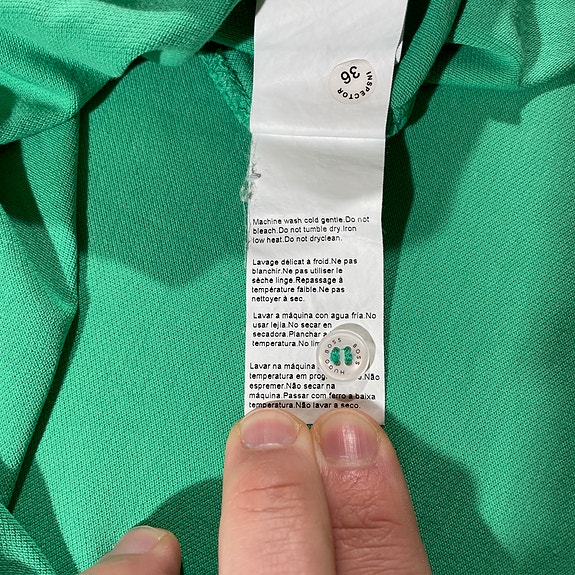 INSPECTOR
36
Machine wash cold gentle.Do not
bleach.Do not tumble dry.Iron
low heat.Do not dryclean.
Lavage délicat à froid.Ne pas
blanchir.Ne pas utiliser le
sèche linge.Repassage à
température faible.Ne pas
nettoyer à sec.
Lavar a máquina con agua fría.No
usar lejía.No secar en
secadora.Planchar a
temperatura.No
HUGO BOSS BOSS
Lavar na máquina
temperatura em .Não
espremer.Não secar na
máquina.Passar com ferro a baixa
temperatura.Não lavar a seco.